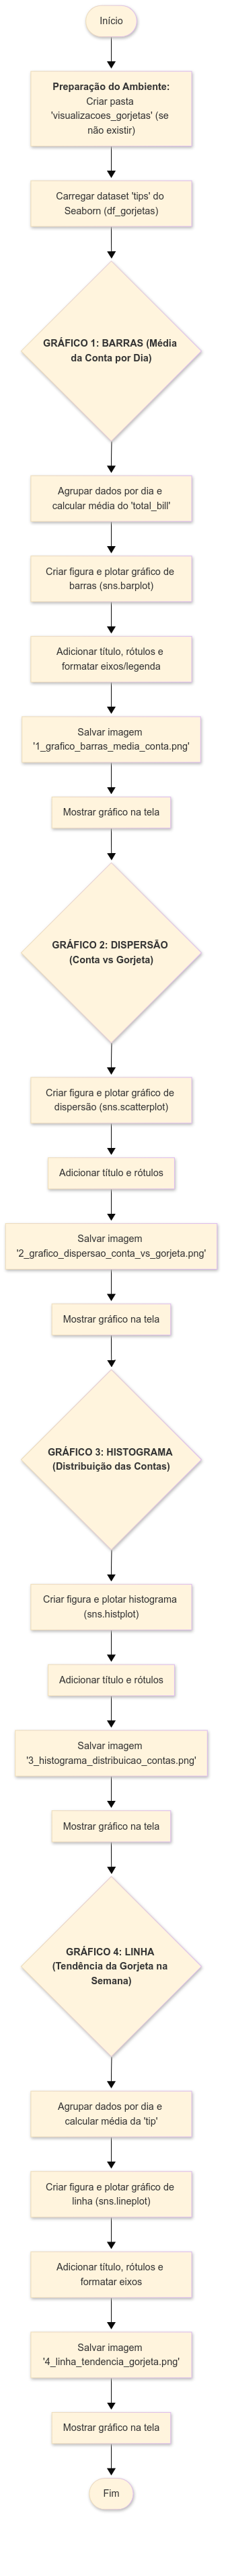 Início
Preparação do Ambiente:
Criar pasta
'visualizacoes_gorjetas' (se
não existir)
Carregar dataset 'tips' do
Seaborn (df_gorjetas)
GRÁFICO 1: BARRAS (Média
da Conta por Dia)
Agrupar dados por dia e
calcular média do 'total_bill'
Criar figura e plotar gráfico de
barras (sns.barplot)
Adicionar título, rótulos e
formatar eixos/legenda
Salvar imagem
'1_grafico_barras_media_conta.png'
Mostrar gráfico na tela
GRÁFICO 2: DISPERSÃO
(Conta vs Gorjeta)
Criar figura e plotar gráfico de
dispersão (sns.scatterplot)
Adicionar título e rótulos
Salvar imagem
'2_grafico_dispersao_conta_vs_gorjeta.png'
Mostrar gráfico na tela
GRÁFICO 3: HISTOGRAMA
(Distribuição das Contas)
Criar figura e plotar histograma
(sns.histplot)
Adicionar título e rótulos
Salvar imagem
'3_histograma_distribuicao_contas.png'
Mostrar gráfico na tela
GRÁFICO 4: LINHA
(Tendência da Gorjeta na
Semana)
Agrupar dados por dia e
calcular média da 'tip'
Criar figura e plotar gráfico de
linha (sns.lineplot)
Adicionar título, rótulos e
formatar eixos
Salvar imagem
'4_linha_tendencia_gorjeta.png'
Mostrar gráfico na tela
Fim